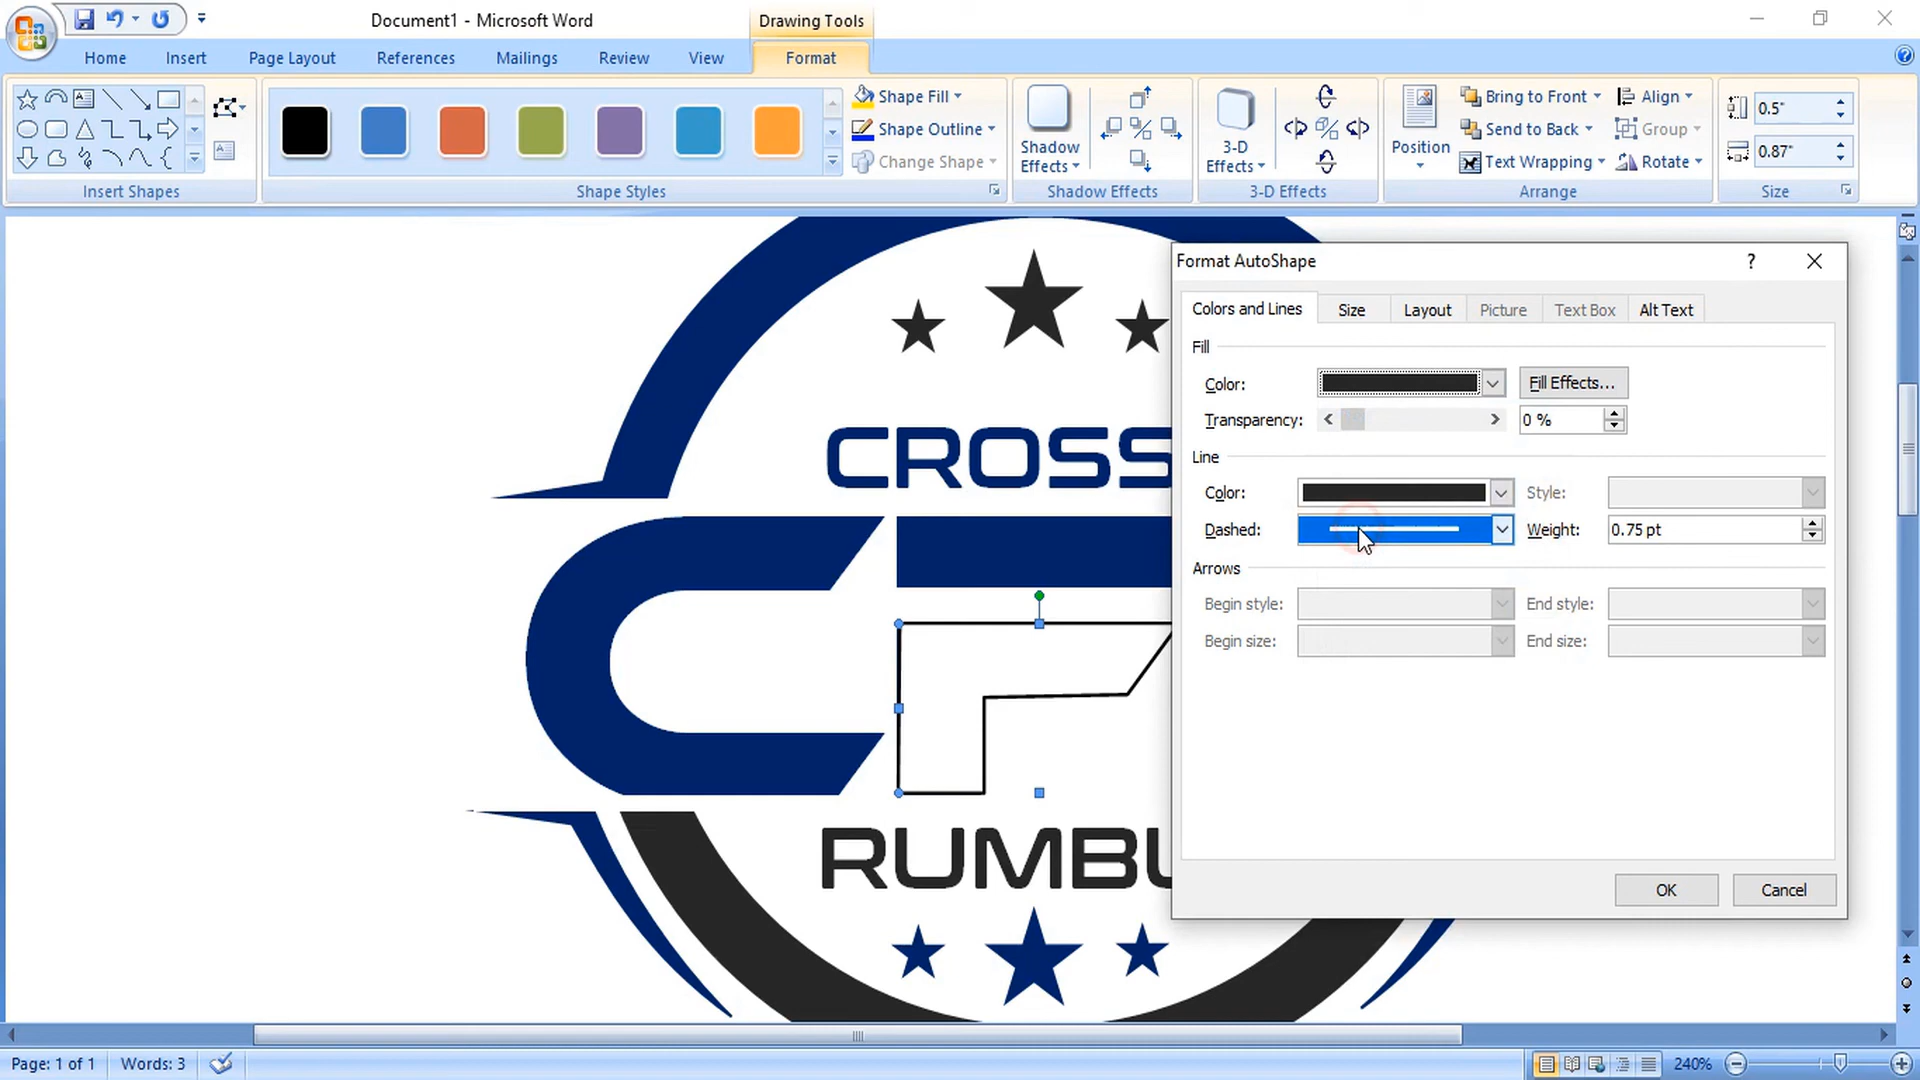 Document1 - Microsoft Word
Drawing Tools
Home
Insert
Page Layout
References
Mailings
Review
View
Format
Shape Fill
Shape Outline
Change Shape
Shadow Effects
3-D Effects
Bring to Front
Send to Back
Text Wrapping
Position
Align
Group
Rotate
0.5"
0.87"
Insert Shapes
Shape Styles
Shadow Effects
3-D Effects
Arrange
Size
Format AutoShape
?
Colors and Lines
Size
Layout
Picture
Text Box
Alt Text
Fill
Color:
Fill Effects...
Transparency:
0 %
Line
Color:
Style:
Dashed:
Weight:
0.75 pt
Arrows
Begin style:
End style:
Begin size:
End size:
OK
Cancel
CROSS
RUMBU
Page: 1 of 1
Words: 3
240%